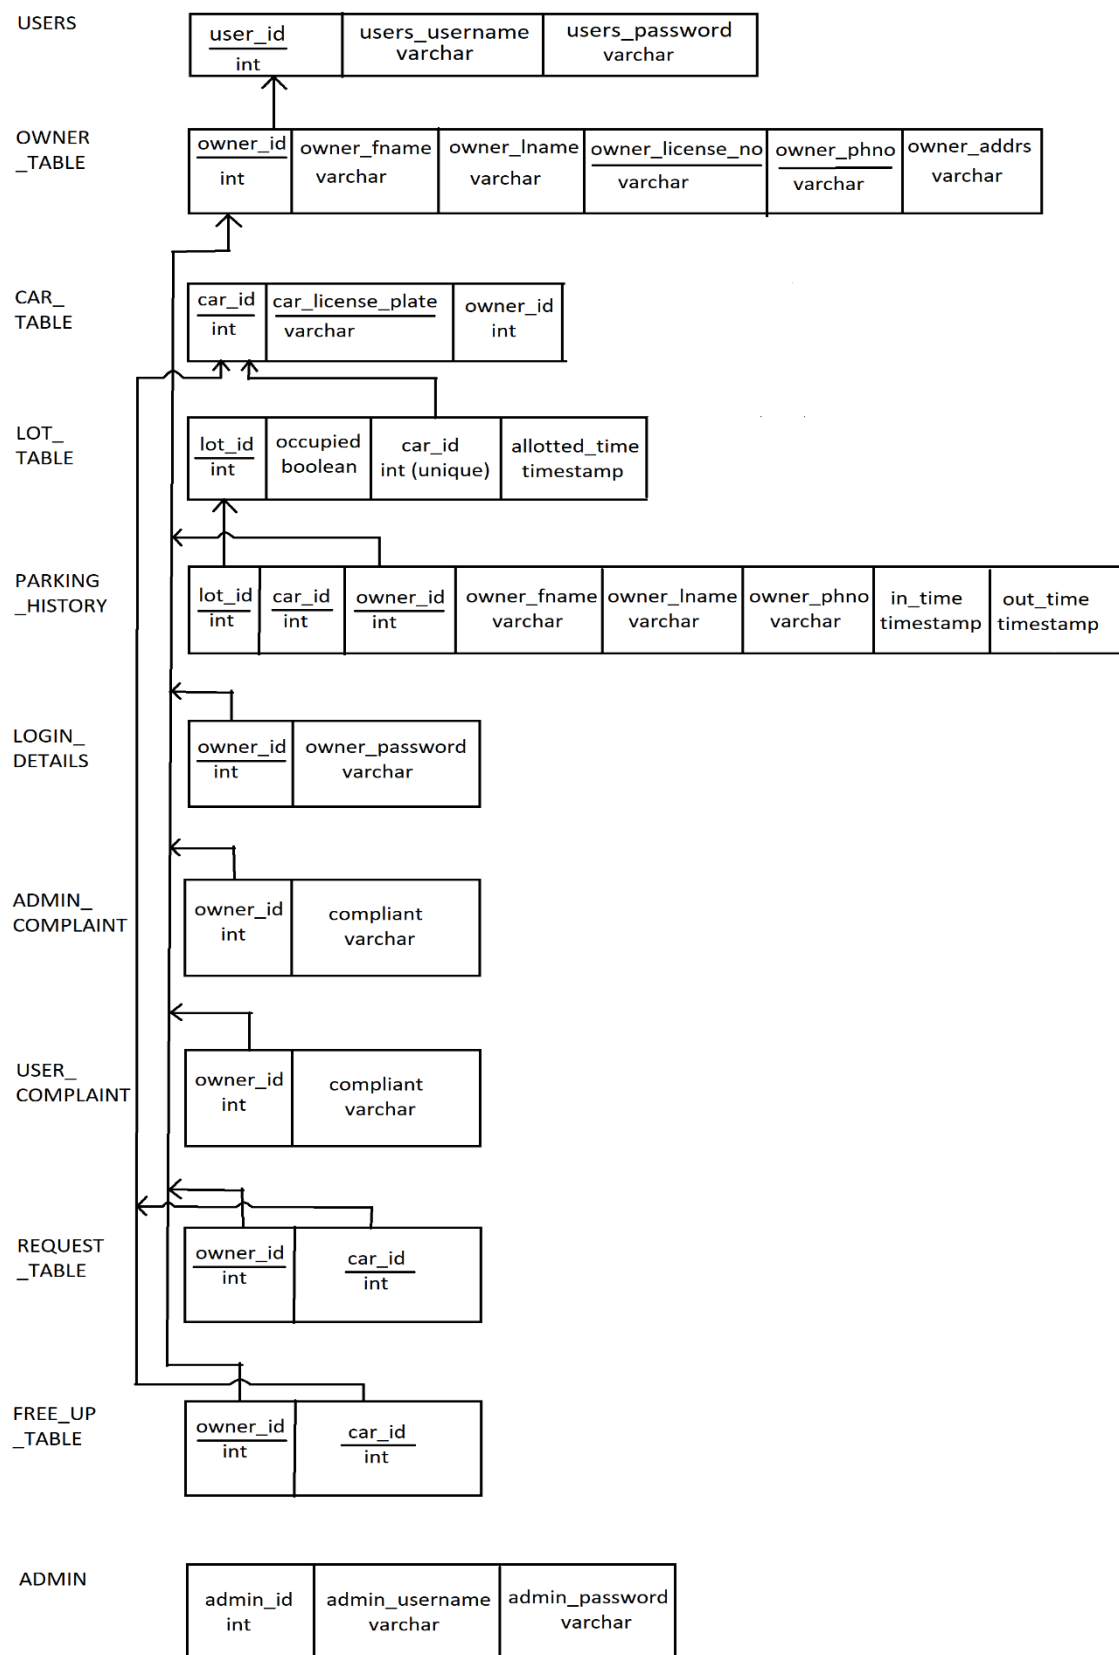 USERS
user_id users_username users_password
int varchar varchar
OWNER
_TABLE
owner_id owner_fname owner_lname owner_license_no owner_phno owner_addrs
int varchar varchar varchar varchar varchar
CAR_
TABLE
car_id car_license_plate owner_id
int varchar int
LOT_
TABLE
lot_id occupied car_id allotted_time
int boolean int (unique) timestamp
PARKING
_HISTORY
lot_id car_id owner_id owner_fname owner_lname owner_phno in_time out_time
int int int varchar varchar varchar timestamp timestamp
LOGIN_
DETAILS
owner_id owner_password
int varchar
ADMIN_
COMPLAINT
owner_id compliant
int varchar
USER_
COMPLAINT
owner_id compliant
int varchar
REQUEST
_TABLE
owner_id car_id
int int
FREE_UP
_TABLE
owner_id car_id
int int
ADMIN
admin_id admin_username admin_password
int varchar varchar